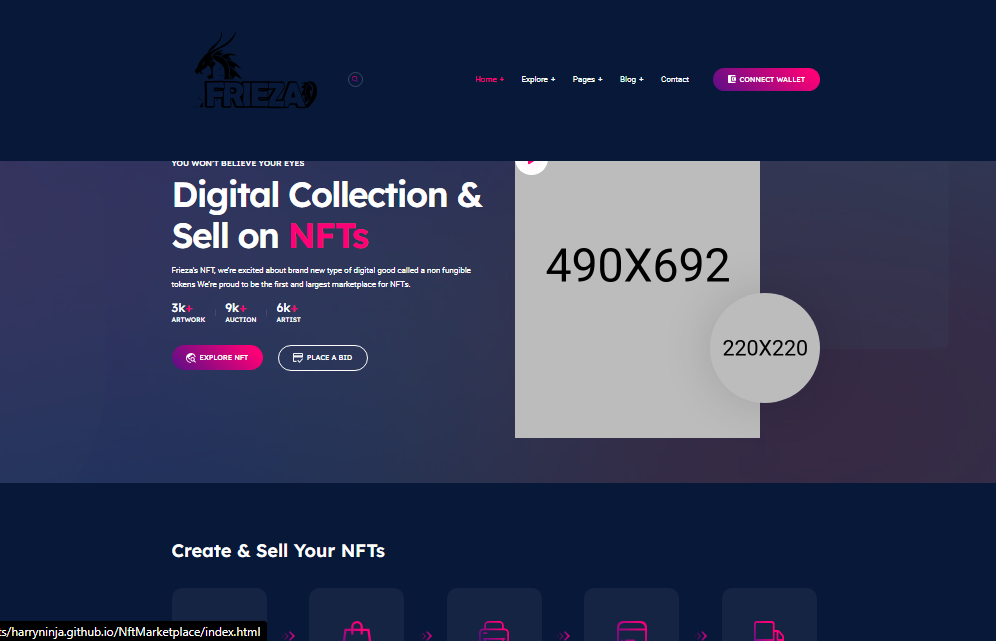 FRIEZA
Home +
Explore +
Pages +
Blog +
Contact
CONNECT WALLET
YOU WON'T BELIEVE YOUR EYES
Digital Collection &
Sell on NFTs
Frieza's NFT, we're excited about brand new type of digital good called a non fungible
tokens We're proud to be the first and largest marketplace for NFTs.
3k+
ARTWORK
9k+
AUCTION
6k+
ARTIST
EXPLORE NFT
PLACE A BID
490X692
220X220
Create & Sell Your NFTs
ts/harryninja.github.io/NftMarketplace/index.html